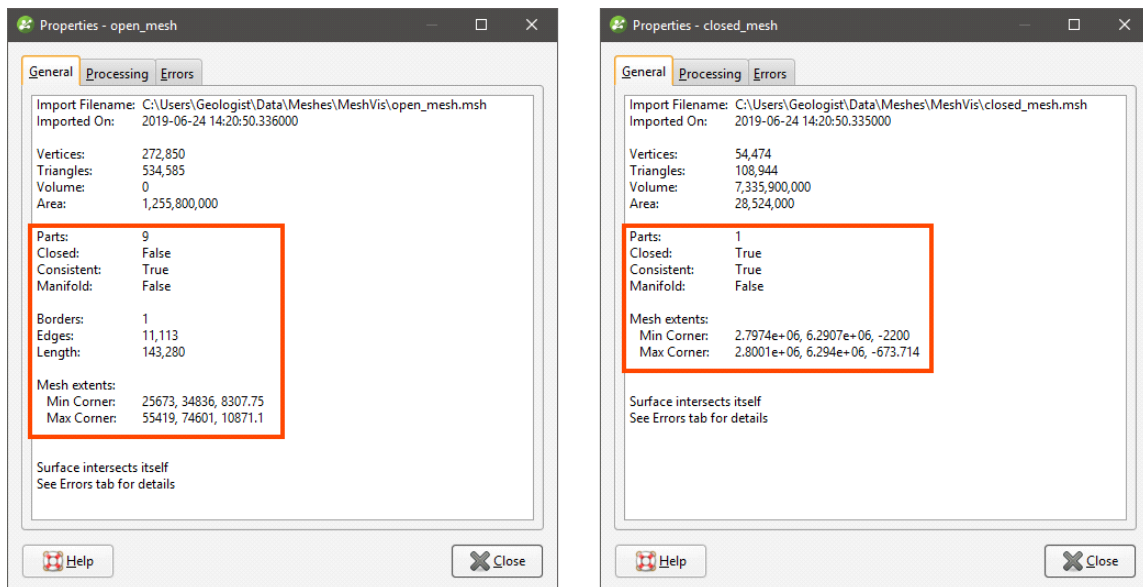 Properties - open_mesh
General Processing Errors
Import Filename: C:\Users\Geologist\Data\Meshes\MeshVis\open_mesh.msh
Imported On: 2019-06-24 14:20:50.336000
Vertices: 272,850
Triangles: 534,585
Volume: 0
Area: 1,255,800,000
Parts: 9
Closed: False
Consistent: True
Manifold: False
Borders: 1
Edges: 11,113
Length: 143,280
Mesh extents:
Min Corner: 25673, 34836, 8307.75
Max Corner: 55419, 74601, 10871.1
Surface intersects itself
See Errors tab for details
Help Close
Properties - closed_mesh
General Processing Errors
Import Filename: C:\Users\Geologist\Data\Meshes\MeshVis\closed_mesh.msh
Imported On: 2019-06-24 14:20:50.335000
Vertices: 54,474
Triangles: 108,944
Volume: 7,335,900,000
Area: 28,524,000
Parts: 1
Closed: True
Consistent: True
Manifold: False
Mesh extents:
Min Corner: 2.7974e+06, 6.2907e+06, -2200
Max Corner: 2.8001e+06, 6.294e+06, -673.714
Surface intersects itself
See Errors tab for details
Help Close